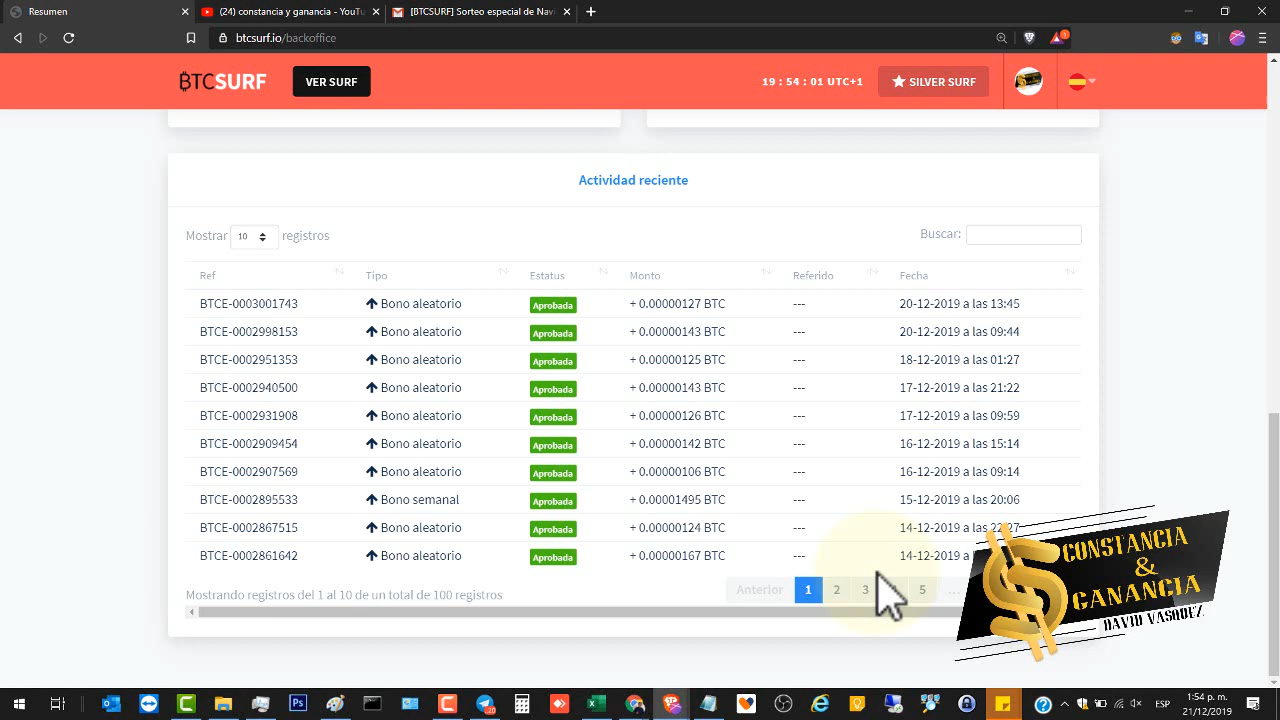 Resumen
(24) constancia y ganancia - YouTu
[BTCSURF] Sorteo especial de Navi
btcsurf.io/backoffice
BTCSURF
VER SURF
19 : 54 : 01 UTC+1
SILVER SURF
Actividad reciente
Mostrar 10 registros
Buscar:
Ref Tipo Estatus Monto Referido Fecha
BTCE-0003001743 Bono aleatorio Aprobada + 0.00000127 BTC --- 20-12-2019 a las 13:45
BTCE-0002998153 Bono aleatorio Aprobada + 0.00000143 BTC --- 20-12-2019 a las 09:44
BTCE-0002951353 Bono aleatorio Aprobada + 0.00000125 BTC --- 18-12-2019 a las 01:27
BTCE-0002940500 Bono aleatorio Aprobada + 0.00000143 BTC --- 17-12-2019 a las 21:22
BTCE-0002931908 Bono aleatorio Aprobada + 0.00000126 BTC --- 17-12-2019 a las 09:59
BTCE-0002909454 Bono aleatorio Aprobada + 0.00000142 BTC --- 16-12-2019 a las 15:14
BTCE-0002907569 Bono aleatorio Aprobada + 0.00000106 BTC --- 16-12-2019 a las 09:14
BTCE-0002895533 Bono semanal Aprobada + 0.00001495 BTC --- 15-12-2019 a las 20:06
BTCE-0002867515 Bono aleatorio Aprobada + 0.00000124 BTC --- 14-12-2019 a las 22:27
BTCE-0002861642 Bono aleatorio Aprobada + 0.00000167 BTC --- 14-12-2019 a
Mostrando registros del 1 al 10 de un total de 100 registros
Anterior 1 2 3 5 ...
CONSTANCIA
&
GANANCIA
DAVID VASQUEZ
ESP
1:54 p. m.
21/12/2019